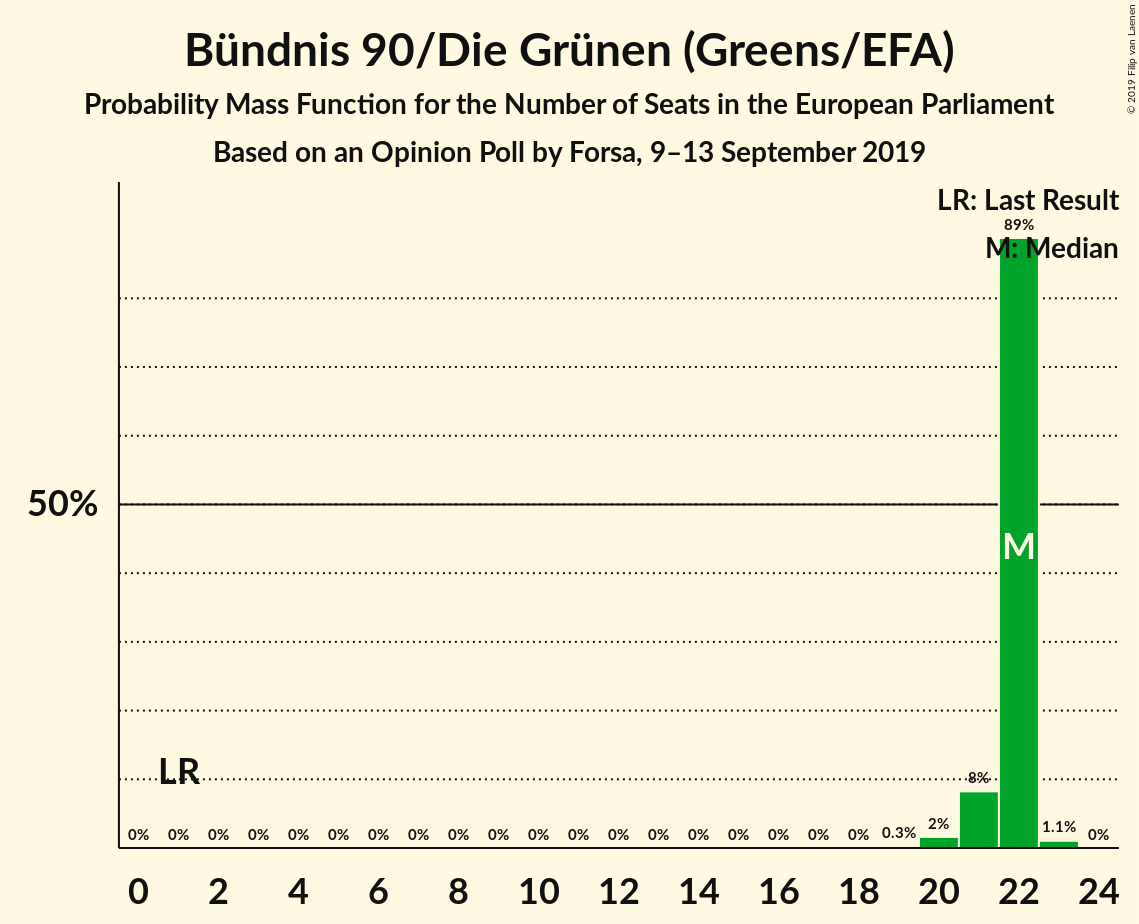 Bündnis 90/Die Grünen (Greens/EFA)
Probability Mass Function for the Number of Seats in the European Parliament
Based on an Opinion Poll by Forsa, 9–13 September 2019
© 2019 Filip van Laenen
LR: Last Result
89%
M: Median
50%
M
LR
8%
0% 0% 0% 0% 0% 0% 0% 0% 0% 0% 0% 0% 0% 0% 0% 0% 0% 0% 0% 0.3% 2% 1.1% 0%
0 2 4 6 8 10 12 14 16 18 20 22 24